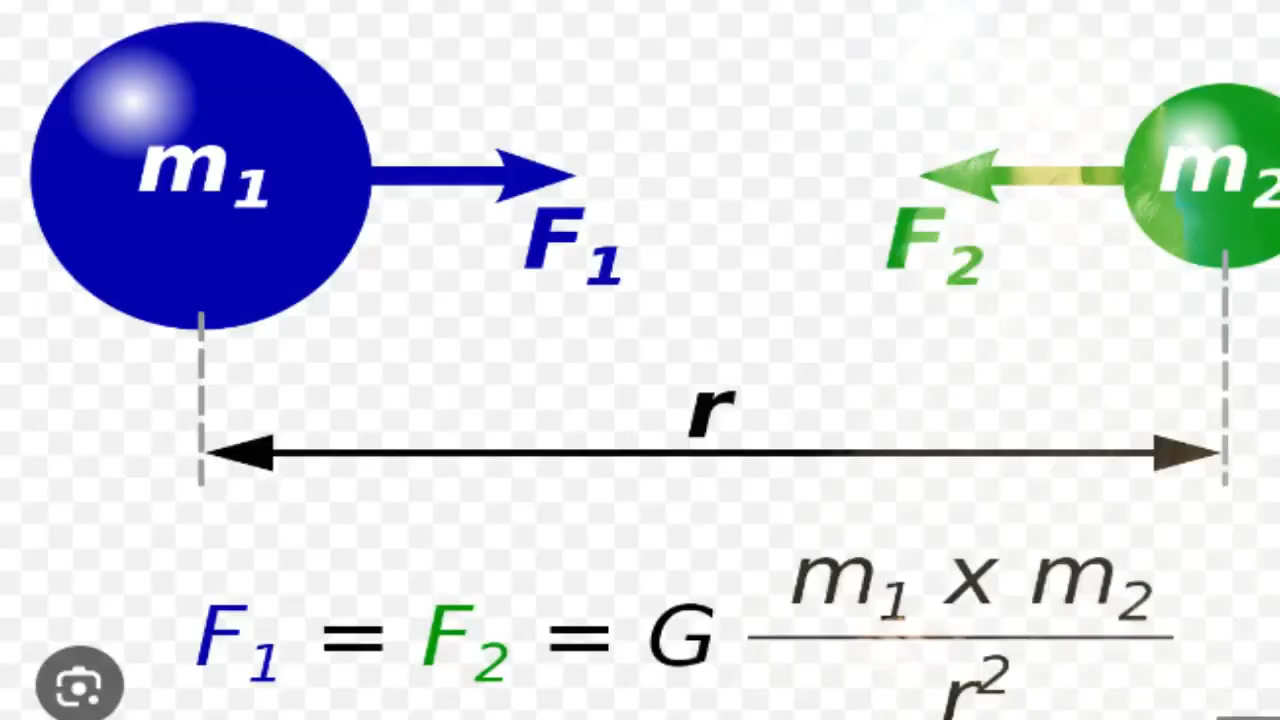 m₁ m₂
F₁ F₂
r
F₁ = F₂ = G (m₁ x m₂) / r²